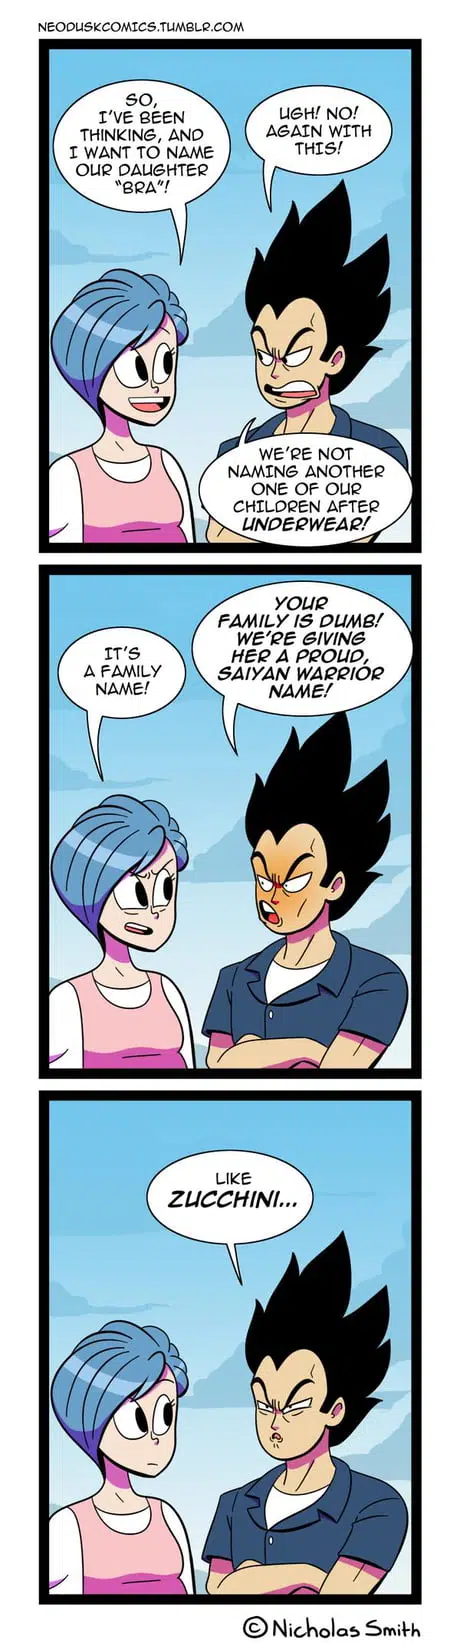 NEODUSKCOMICS.TUMBLR.COM
SO,
I'VE BEEN
THINKING, AND
I WANT TO NAME
OUR DAUGHTER
"BRA"!
UGH! NO!
AGAIN WITH
THIS!
WE'RE NOT
NAMING ANOTHER
ONE OF OUR
CHILDREN AFTER
UNDERWEAR!
IT'S
A FAMILY
NAME!
YOUR
FAMILY IS DUMB!
WE'RE GIVING
HER A PROUD,
SAIYAN WARRIOR
NAME!
LIKE
ZUCCHINI...
© Nicholas Smith